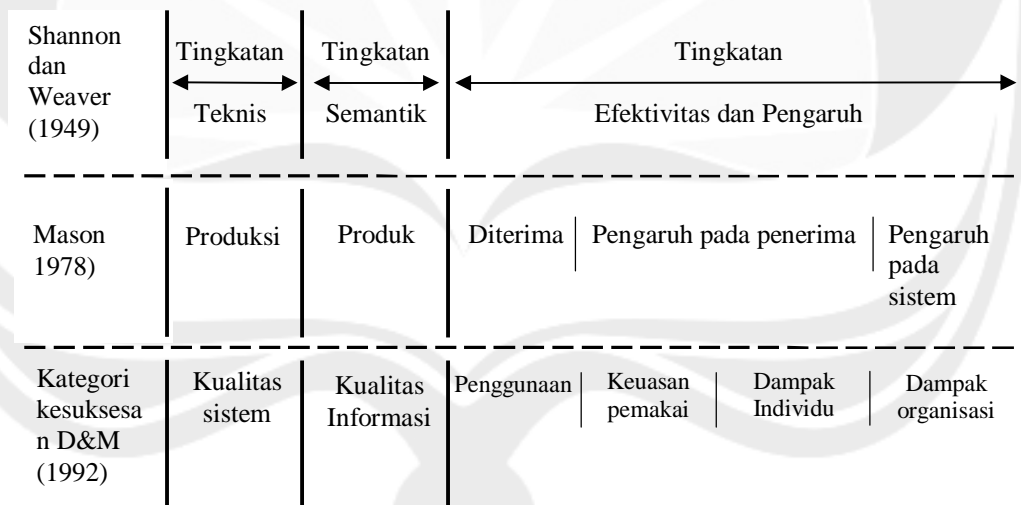 Shannon
dan
Weaver
(1949)
Tingkatan
Teknis
Tingkatan
Semantik
Tingkatan
Efektivitas dan Pengaruh
Mason
1978)
Produksi
Produk
Diterima
Pengaruh pada penerima
Pengaruh
pada
sistem
Kategori
kesuksesa
n D&M
(1992)
Kualitas
sistem
Kualitas
Informasi
Penggunaan
Keuasan
pemakai
Dampak
Individu
Dampak
organisasi